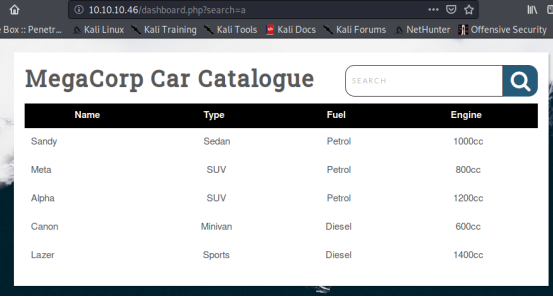 10.10.10.46/dashboard.php?search=a
Box :: Penetr... Kali Linux Kali Training Kali Tools Kali Docs Kali Forums NetHunter Offensive Security
MegaCorp Car Catalogue SEARCH
Name Type Fuel Engine
Sandy Sedan Petrol 1000cc
Meta SUV Petrol 800cc
Alpha SUV Petrol 1200cc
Canon Minivan Diesel 600cc
Lazer Sports Diesel 1400cc